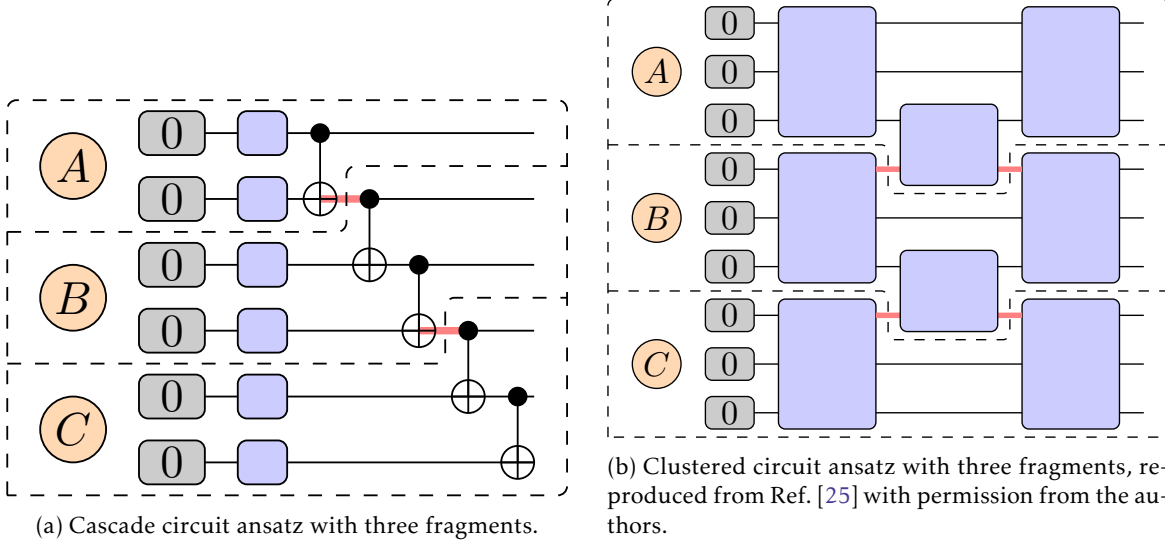 A
0
0
B
0
0
C
0
0
(a) Cascade circuit ansatz with three fragments.
A
0
0
0
B
0
0
0
C
0
0
0
(b) Clustered circuit ansatz with three fragments, re-
produced from Ref. [25] with permission from the au-
thors.